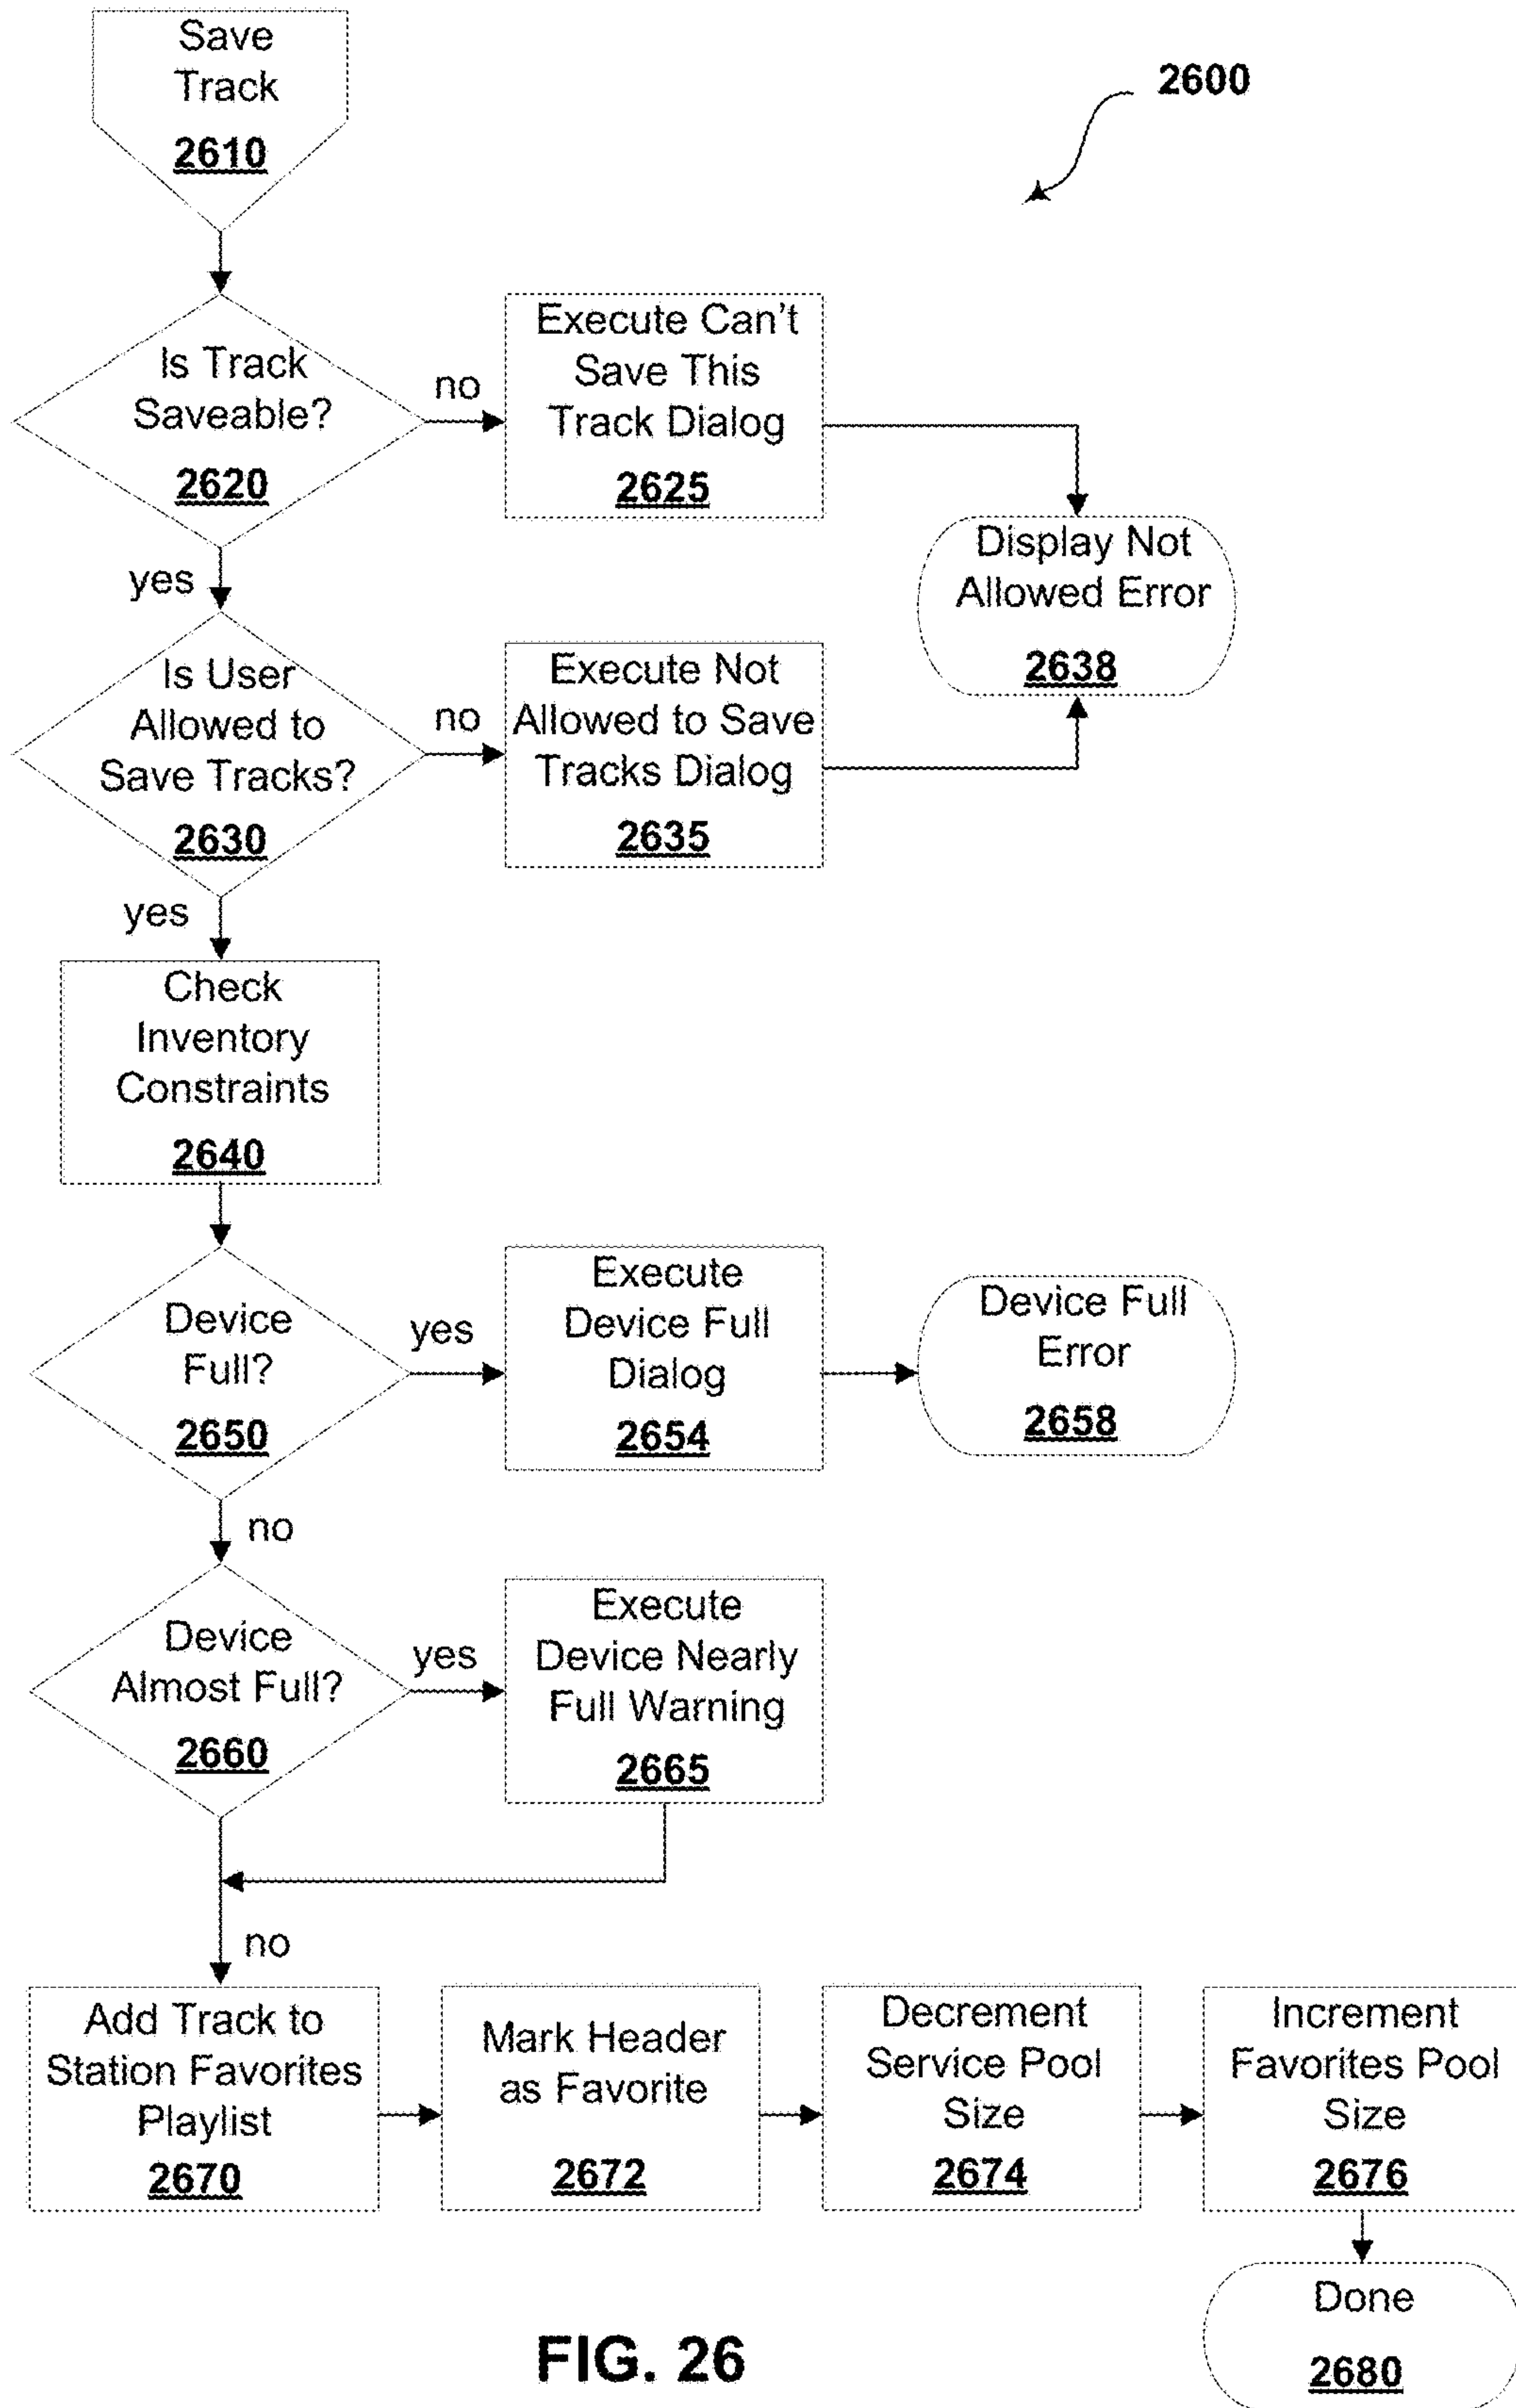 Save
Track
2610
2600
Is Track
Saveable?
2620
no
Execute Can't
Save This
Track Dialog
2625
Display Not
Allowed Error
2638
yes
Is User
Allowed to
Save Tracks?
2630
no
Execute Not
Allowed to Save
Tracks Dialog
2635
yes
Check
Inventory
Constraints
2640
Device
Full?
2650
yes
Execute
Device Full
Dialog
2654
Device Full
Error
2658
no
Device
Almost Full?
2660
yes
Execute
Device Nearly
Full Warning
2665
no
Add Track to
Station Favorites
Playlist
2670
Mark Header
as Favorite
2672
Decrement
Service Pool
Size
2674
Increment
Favorites Pool
Size
2676
Done
2680
FIG. 26